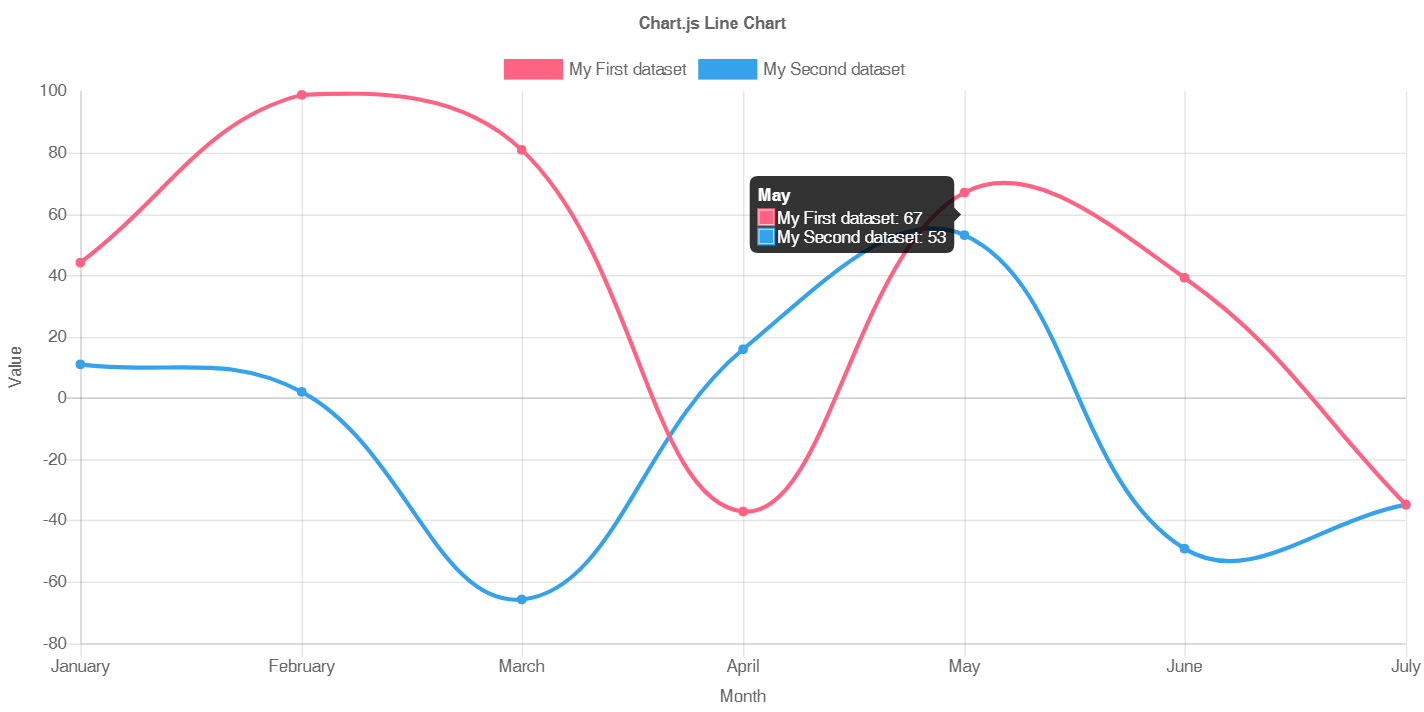 Chart.js Line Chart
My First dataset My Second dataset
100
80
60
40
20
0
-20
-40
-60
-80
Value
May
My First dataset: 67
My Second dataset: 53
January February March April May June July
Month